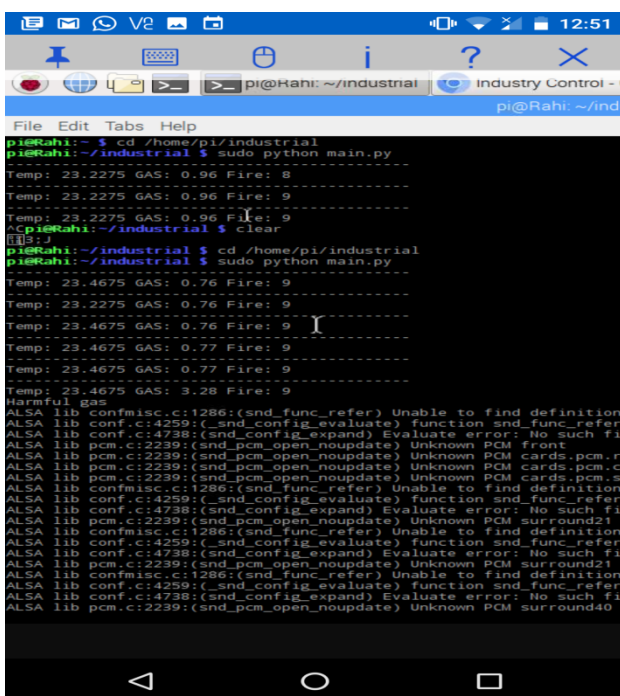 12:51
pi@Rahi: ~/industrial
Industry Control -
pi@Rahi: ~/ind
File Edit Tabs Help
pi@Rahi:~ $ cd /home/pi/industrial
pi@Rahi:~/industrial $ sudo python main.py
----------------------------------------
Temp: 23.2275 GAS: 0.96 Fire: 8
----------------------------------------
Temp: 23.2275 GAS: 0.96 Fire: 9
----------------------------------------
Temp: 23.2275 GAS: 0.96 Fire: 9
^Cpi@Rahi:~/industrial $ clear
3;J
pi@Rahi:~/industrial $ cd /home/pi/industrial
pi@Rahi:~/industrial $ sudo python main.py
----------------------------------------
Temp: 23.4675 GAS: 0.76 Fire: 9
----------------------------------------
Temp: 23.2275 GAS: 0.76 Fire: 9
----------------------------------------
Temp: 23.4675 GAS: 0.76 Fire: 9
----------------------------------------
Temp: 23.4675 GAS: 0.77 Fire: 9
----------------------------------------
Temp: 23.4675 GAS: 0.77 Fire: 9
----------------------------------------
Temp: 23.4675 GAS: 3.28 Fire: 9
Harmful gas
ALSA lib confmisc.c:1286:(snd_func_refer) Unable to find definition
ALSA lib conf.c:4259:(_snd_config_evaluate) function snd_func_refer
ALSA lib conf.c:4738:(snd_config_expand) Evaluate error: No such fi
ALSA lib pcm.c:2239:(snd_pcm_open_noupdate) Unknown PCM front
ALSA lib pcm.c:2239:(snd_pcm_open_noupdate) Unknown PCM cards.pcm.r
ALSA lib pcm.c:2239:(snd_pcm_open_noupdate) Unknown PCM cards.pcm.c
ALSA lib pcm.c:2239:(snd_pcm_open_noupdate) Unknown PCM cards.pcm.s
ALSA lib confmisc.c:1286:(snd_func_refer) Unable to find definition
ALSA lib conf.c:4259:(_snd_config_evaluate) function snd_func_refer
ALSA lib conf.c:4738:(snd_config_expand) Evaluate error: No such fi
ALSA lib pcm.c:2239:(snd_pcm_open_noupdate) Unknown PCM surround21
ALSA lib confmisc.c:1286:(snd_func_refer) Unable to find definition
ALSA lib conf.c:4259:(_snd_config_evaluate) function snd_func_refer
ALSA lib conf.c:4738:(snd_config_expand) Evaluate error: No such fi
ALSA lib pcm.c:2239:(snd_pcm_open_noupdate) Unknown PCM surround21
ALSA lib confmisc.c:1286:(snd_func_refer) Unable to find definition
ALSA lib conf.c:4259:(_snd_config_evaluate) function snd_func_refer
ALSA lib conf.c:4738:(snd_config_expand) Evaluate error: No such fi
ALSA lib pcm.c:2239:(snd_pcm_open_noupdate) Unknown PCM surround40